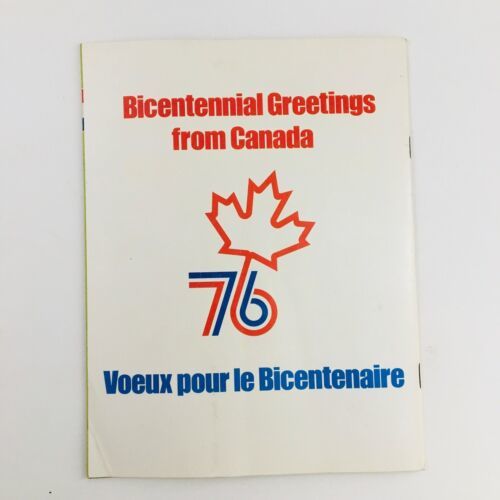 Bicentennial Greetings
from Canada
76
Voeux pour le Bicentenaire